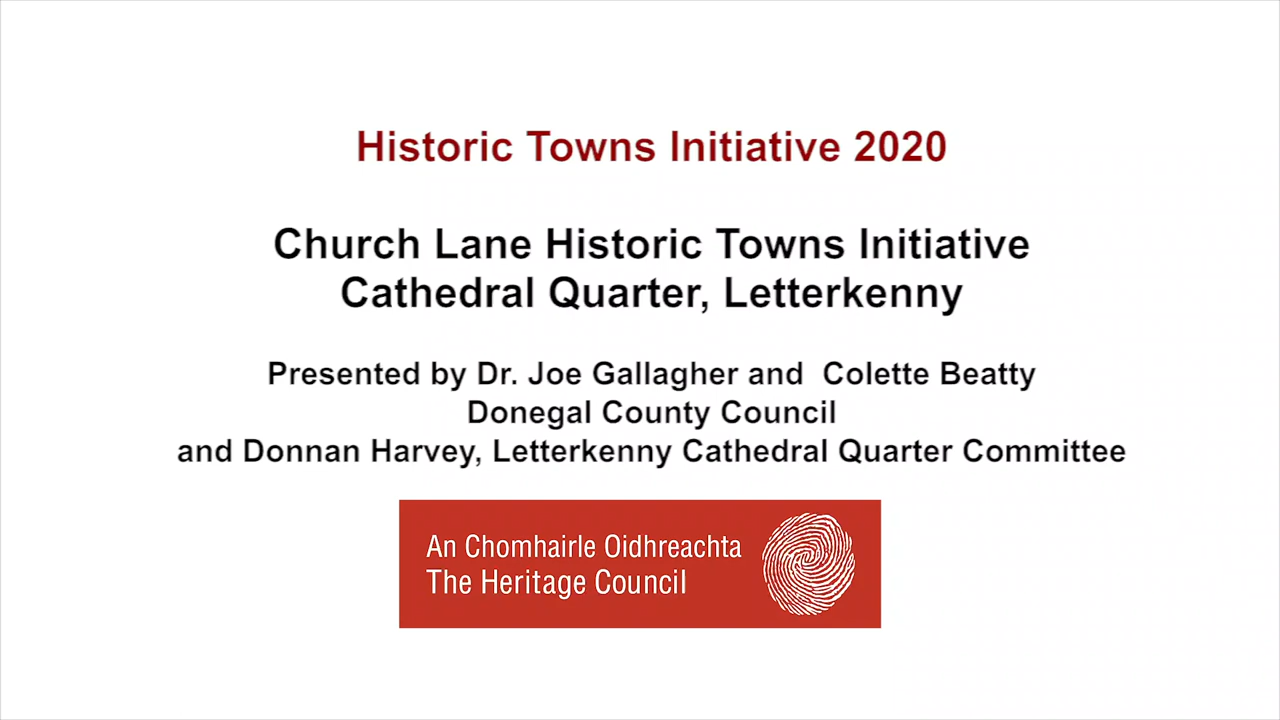 Historic Towns Initiative 2020
Church Lane Historic Towns Initiative
Cathedral Quarter, Letterkenny
Presented by Dr. Joe Gallagher and  Colette Beatty
Donegal County Council
and Donnan Harvey, Letterkenny Cathedral Quarter Committee
An Chomhairle Oidhreachta
The Heritage Council